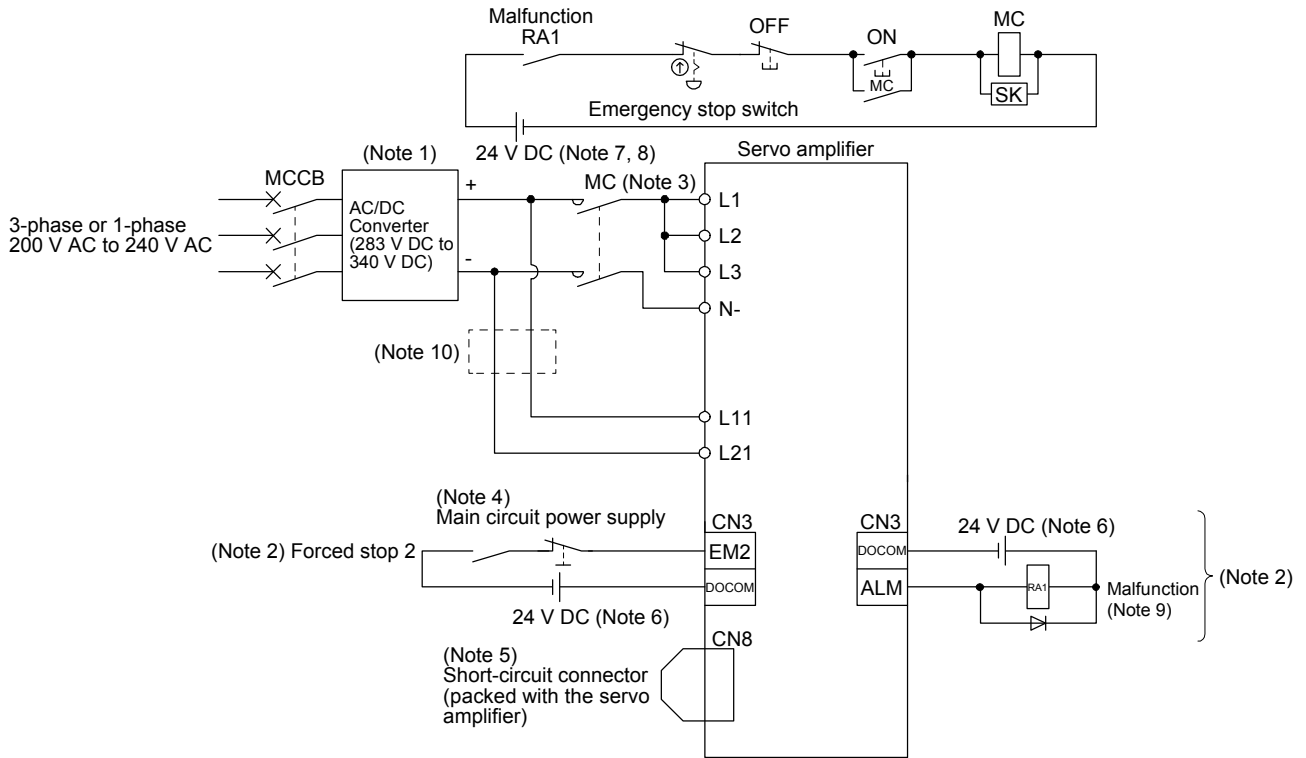 Malfunction
RA1
OFF
ON
MC
MC
SK
Emergency stop switch
24 V DC (Note 7, 8)
Servo amplifier
(Note 1)
MCCB
MC (Note 3)
+
-
3-phase or 1-phase
200 V AC to 240 V AC
AC/DC
Converter
(283 V DC to
340 V DC)
L1
L2
L3
N-
(Note 10)
L11
L21
(Note 4)
Main circuit power supply
(Note 2) Forced stop 2
24 V DC (Note 6)
CN3
EM2
DOCOM
CN3
DOCOM
ALM
24 V DC (Note 6)
RA1
Malfunction
(Note 9)
(Note 2)
CN8
(Note 5)
Short-circuit connector
(packed with the servo
amplifier)